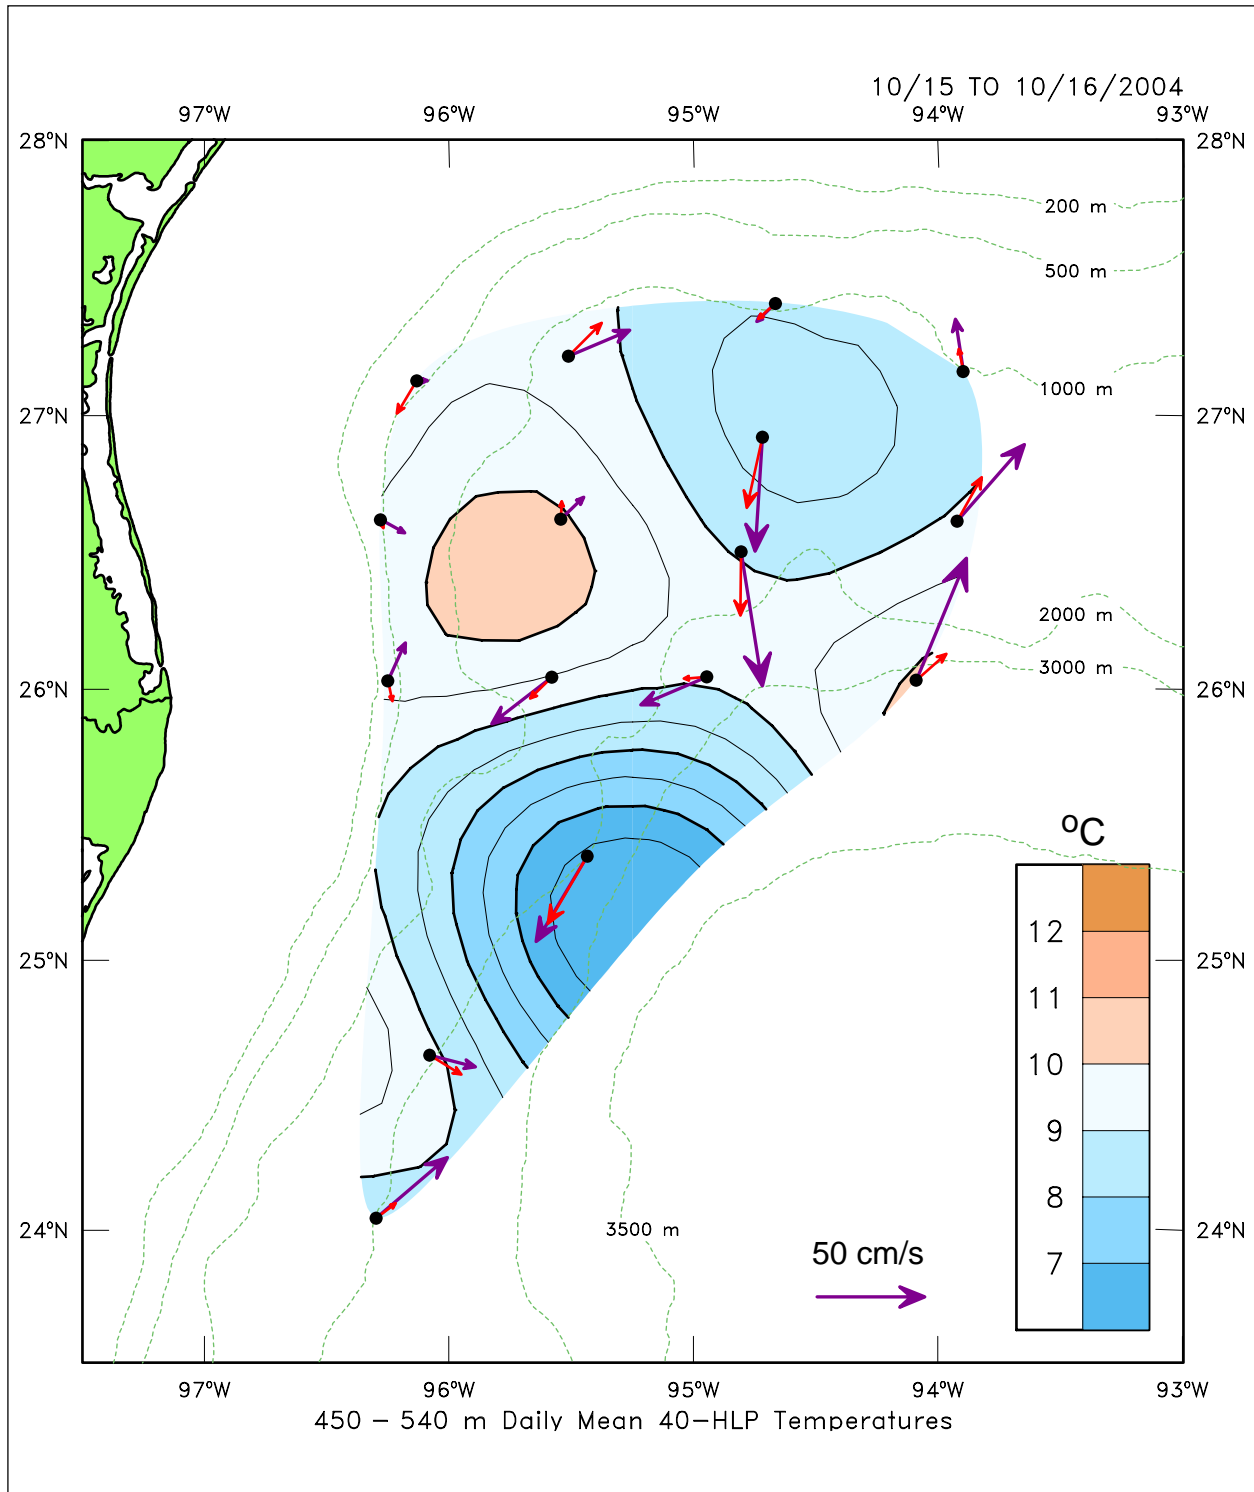 10/15 TO 10/16/2004
97°W 96°W 95°W 94°W 93°W
28°N 28°N
200 m
500 m
1000 m
27°N 27°N
2000 m
3000 m
26°N 26°N
°C
12
25°N 25°N
11
10
9
8
24°N 3500 m 24°N
50 cm/s
7
97°W 96°W 95°W 94°W 93°W
450 – 540 m Daily Mean 40-HLP Temperatures